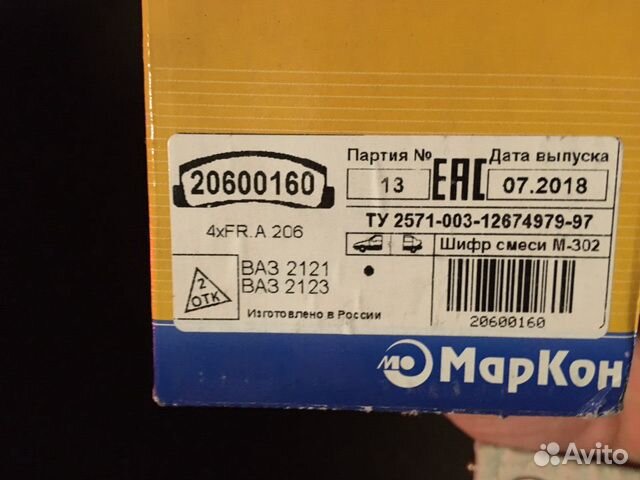 20600160
Партия №
13
EAC
Дата выпуска
07.2018
4xFR.A 206
ТУ 2571-003-12674979-97
Шифр смеси М-302
ВАЗ 2121
ВАЗ 2123
2
ОТК
Изготовлено в России
20600160
МарКон
Avito